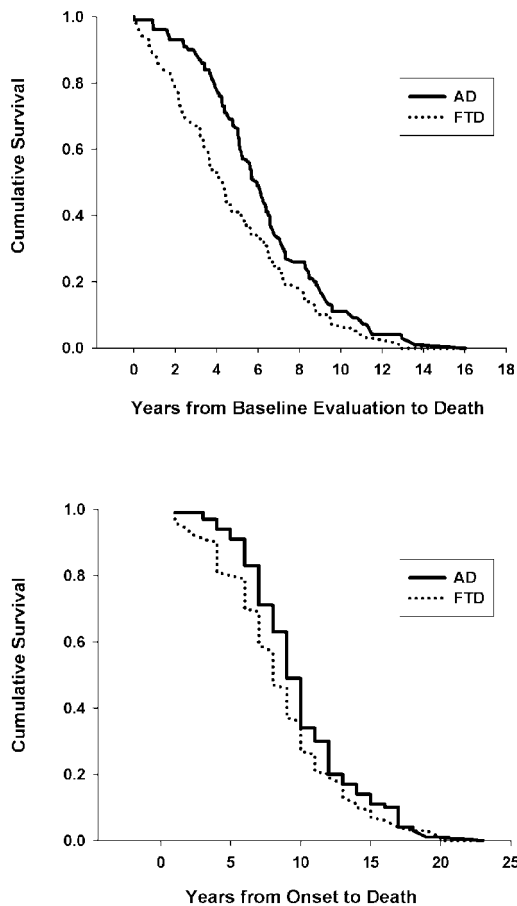 1.0
0.8
0.6
0.4
0.2
0.0
Cumulative Survival
AD
FTD
0 2 4 6 8 10 12 14 16 18
Years from Baseline Evaluation to Death
1.0
0.8
0.6
0.4
0.2
0.0
Cumulative Survival
AD
FTD
0 5 10 15 20 25
Years from Onset to Death